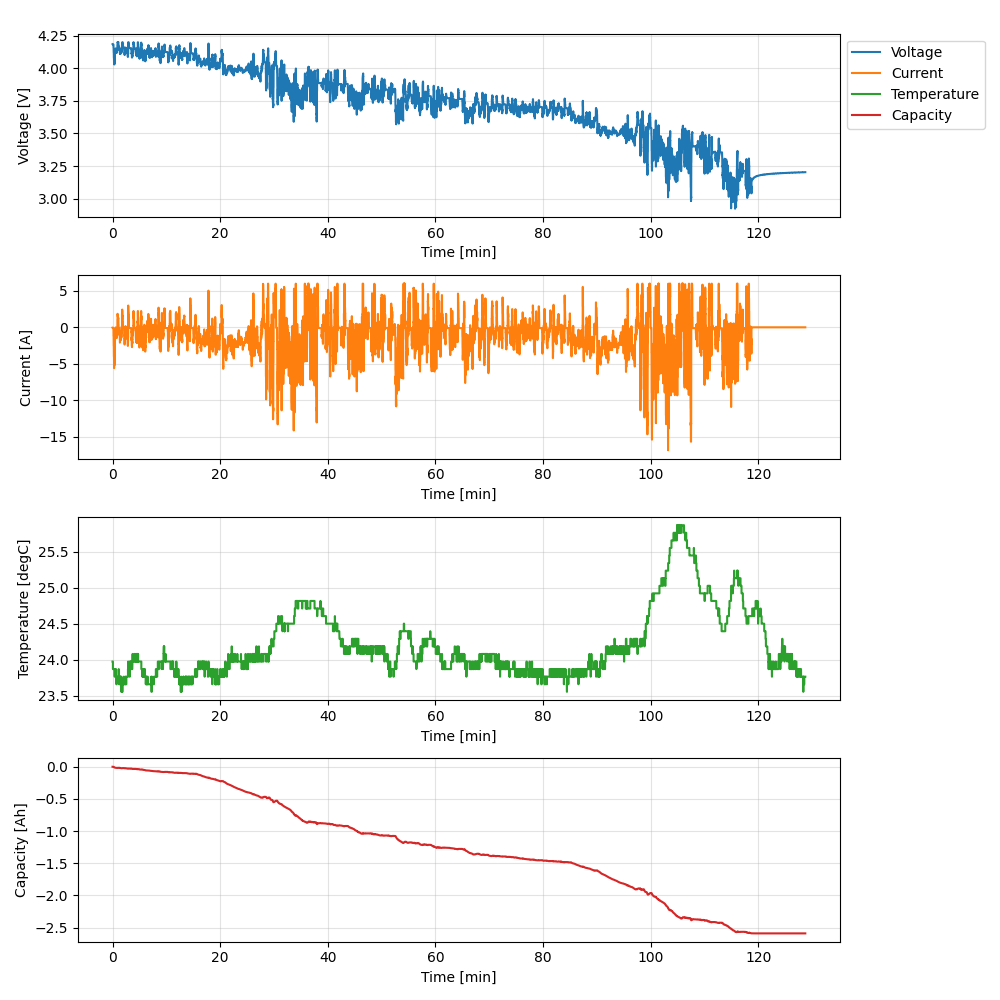 4.25
4.00
3.75
3.50
3.25
3.00
Voltage [V]
0 20 40 60 80 100 120
Time [min]
Voltage
Current
Temperature
Capacity
5
0
−5
−10
−15
Current [A]
0 20 40 60 80 100 120
Time [min]
25.5
25.0
24.5
24.0
23.5
Temperature [degC]
0 20 40 60 80 100 120
Time [min]
0.0
−0.5
−1.0
−1.5
−2.0
−2.5
Capacity [Ah]
0 20 40 60 80 100 120
Time [min]